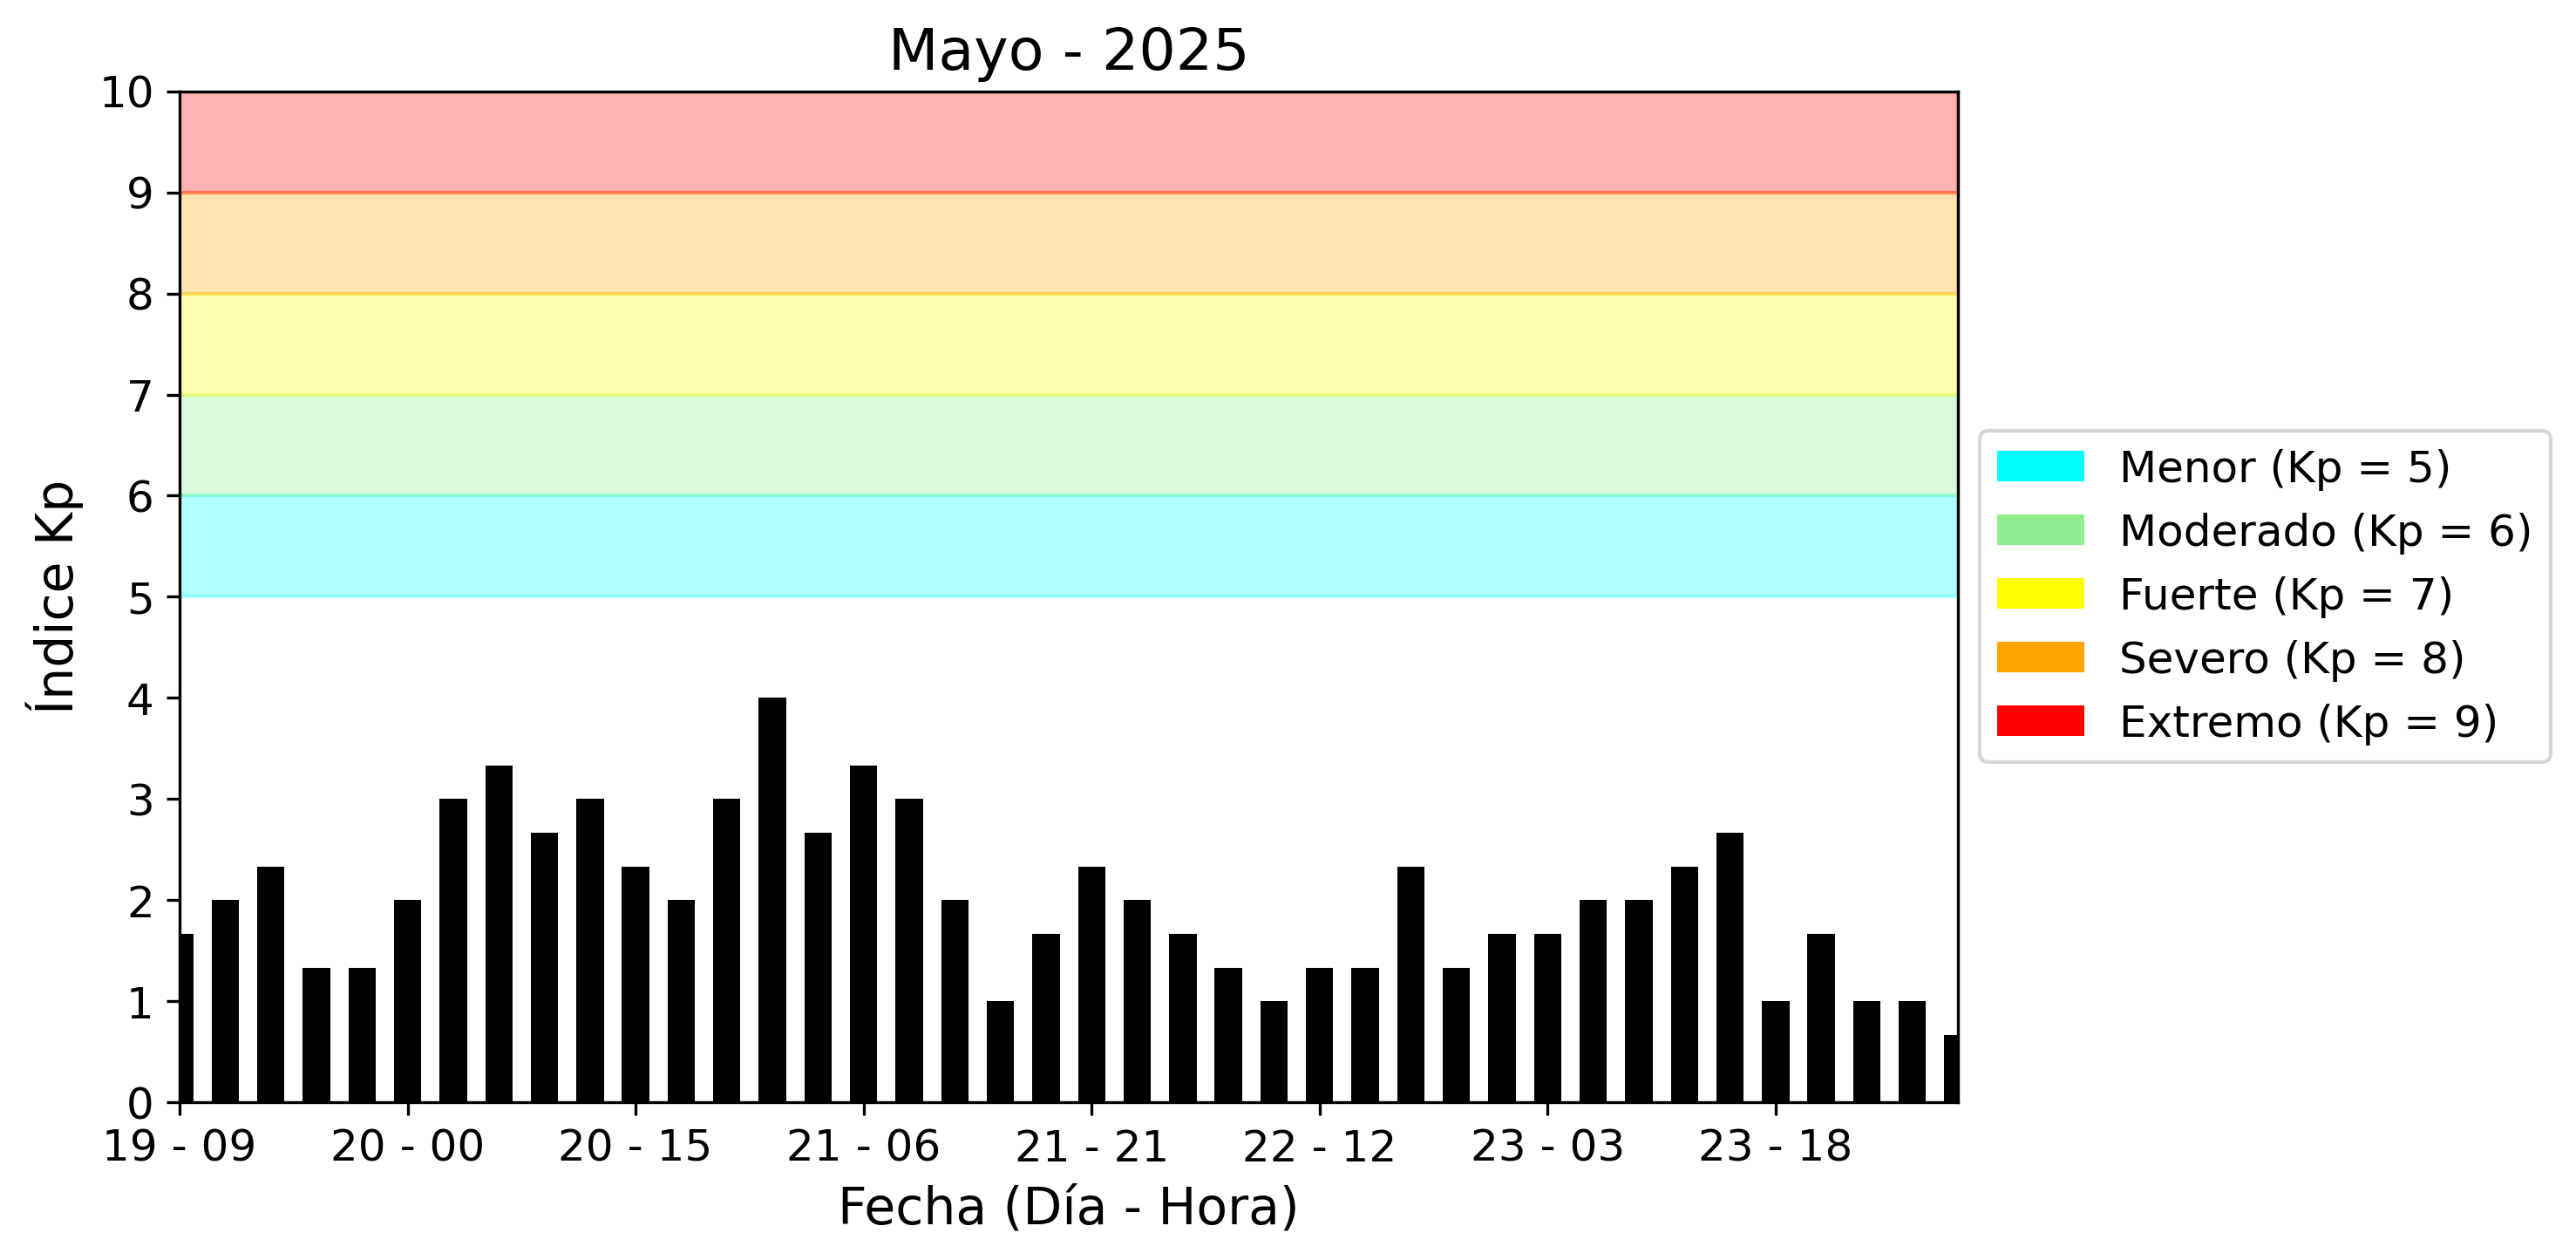 Mayo - 2025
10
9
8
7
6
5
4
3
2
1
0
Índice Kp
19 - 09
20 - 00
20 - 15
21 - 06
21 - 21
22 - 12
23 - 03
23 - 18
Fecha (Día - Hora)
Menor (Kp = 5)
Moderado (Kp = 6)
Fuerte (Kp = 7)
Severo (Kp = 8)
Extremo (Kp = 9)